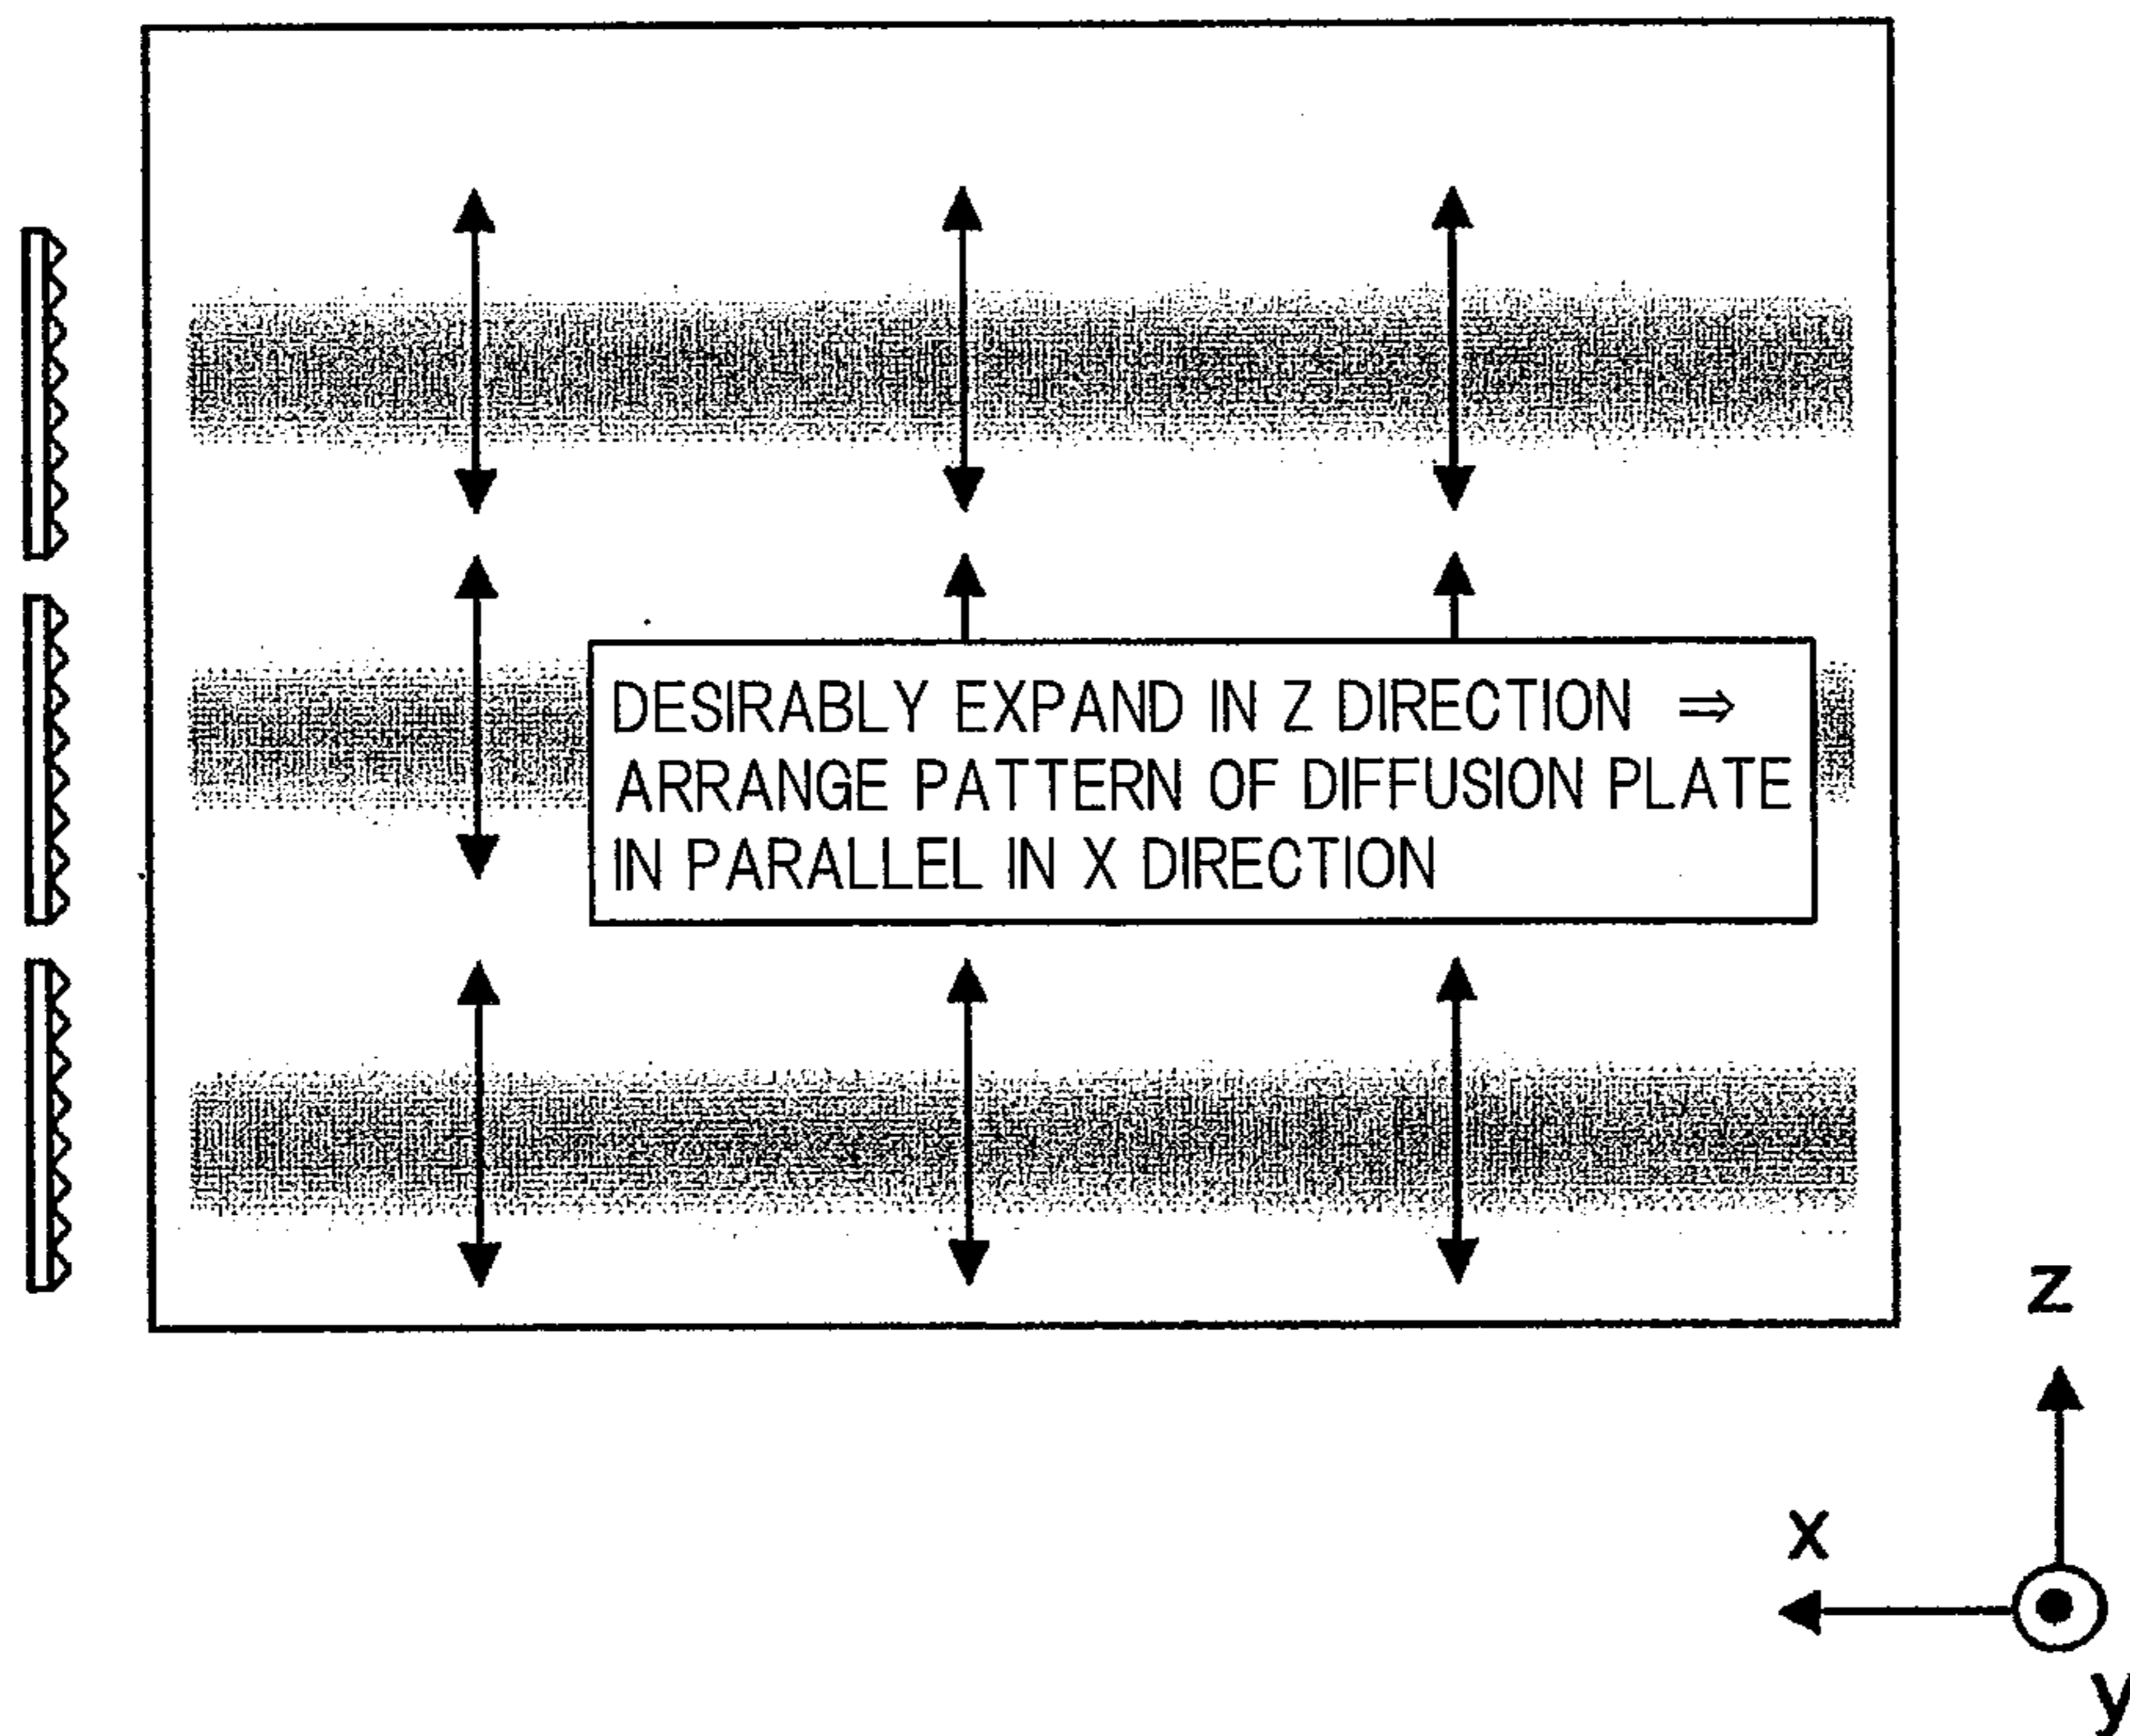 DESIRABLY EXPAND IN Z DIRECTION ⇒
ARRANGE PATTERN OF DIFFUSION PLATE
IN PARALLEL IN X DIRECTION
z
x
y